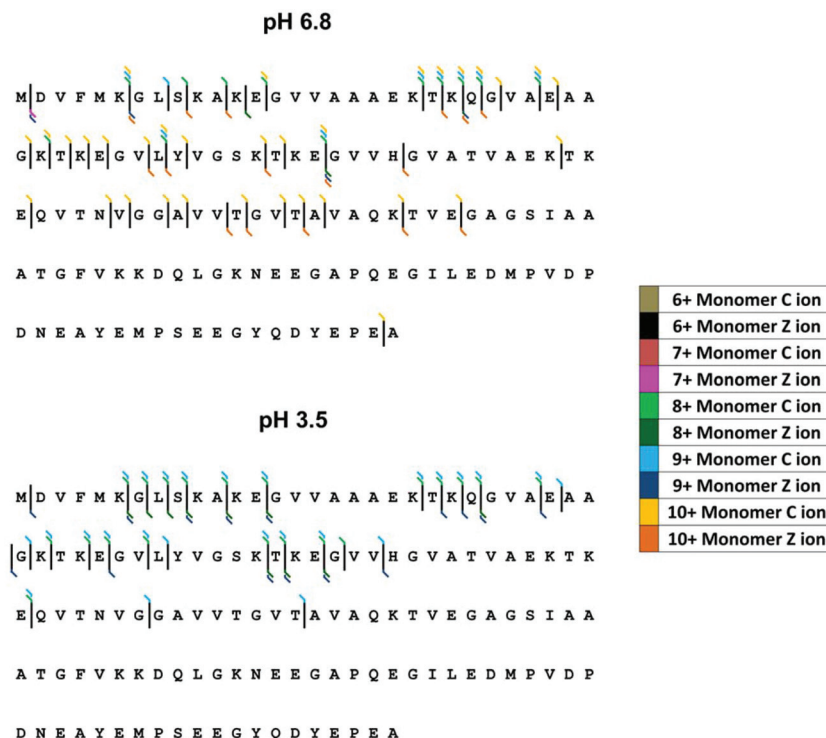 pH 6.8
M D V F M K G L S K A K E G V V A A A E K T K Q G V A E A A
G K T K E G V L Y V G S K T K E G V V H G V A T V A E K T K
E Q V T N V G G A V V T G V T A V A Q K T V E G A G S I A A
A T G F V K K D Q L G K N E E G A P Q E G I L E D M P V D P
D N E A Y E M P S E E G Y Q D Y E P E A
pH 3.5
M D V F M K G L S K A K E G V V A A A E K T K Q G V A E A A
G K T K E G V L Y V G S K T K E G V V H G V A T V A E K T K
E Q V T N V G G A V V T G V T A V A Q K T V E G A G S I A A
A T G F V K K D Q L G K N E E G A P Q E G I L E D M P V D P
D N E A Y E M P S E E G Y Q D Y E P E A
6+ Monomer C ion
6+ Monomer Z ion
7+ Monomer C ion
7+ Monomer Z ion
8+ Monomer C ion
8+ Monomer Z ion
9+ Monomer C ion
9+ Monomer Z ion
10+ Monomer C ion
10+ Monomer Z ion